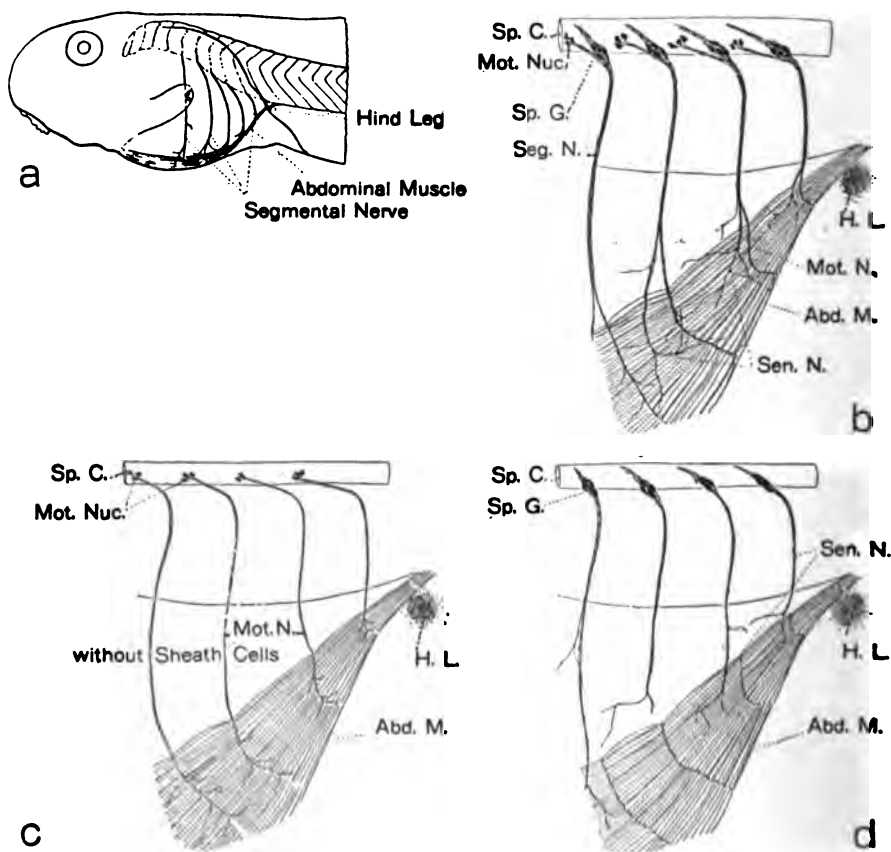 Hind Leg
Abdominal Muscle
Segmental Nerve
a
Sp. C.
Mot. Nuc.
Sp. G.
Seg. N.
H. L.
Mot. N.
Abd. M.
Sen. N.
b
Sp. C.
Mot. Nuc.
Mot. N.
without Sheath Cells
H. L.
Abd. M.
c
Sp. C.
Sp. G.
Sen. N.
H. L.
Abd. M.
d